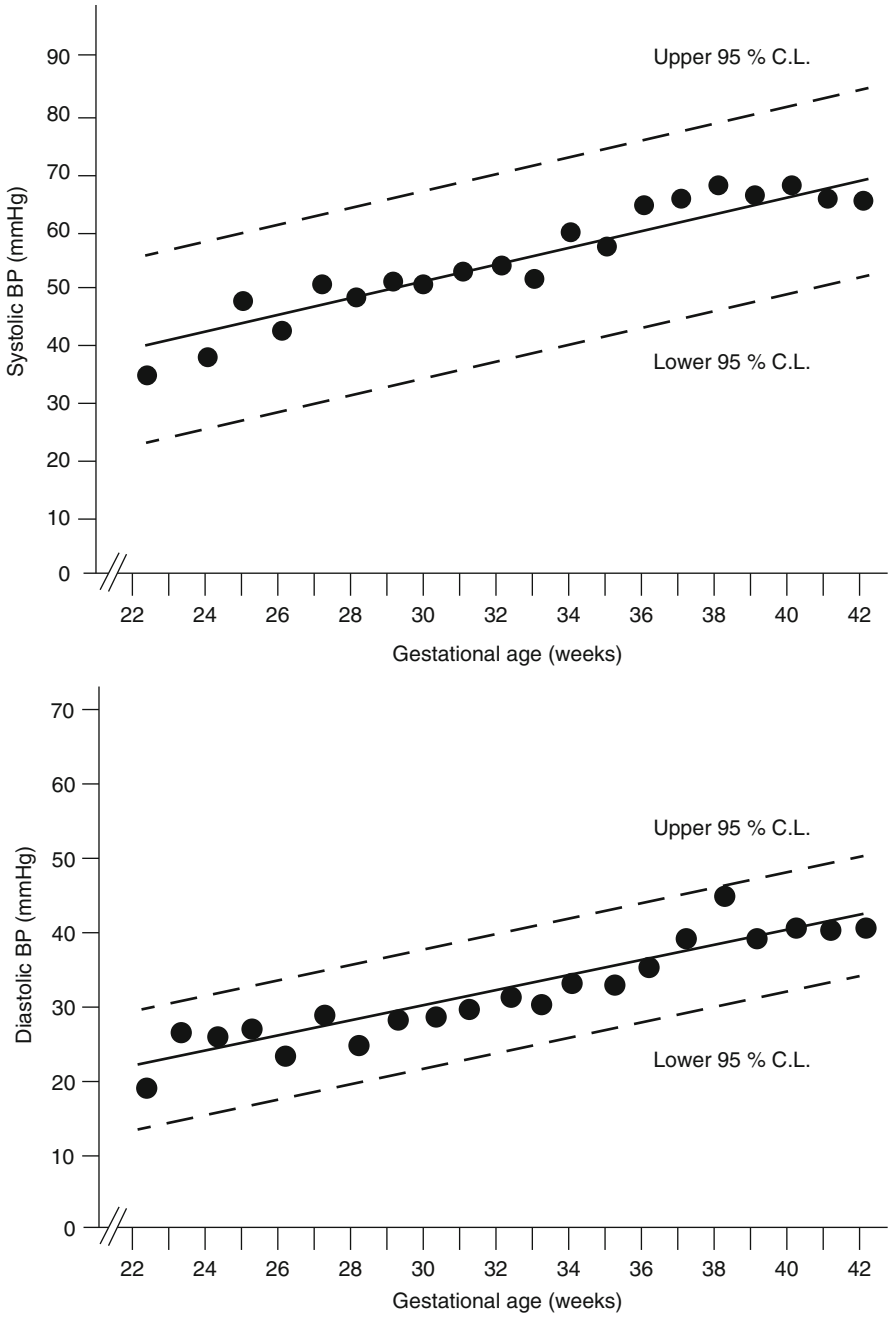 90
Upper 95 % C.L.
80
70
60
50
40
Lower 95 % C.L.
30
20
10
0
Systolic BP (mmHg)
22 24 26 28 30 32 34 36 38 40 42
Gestational age (weeks)
70
60
Upper 95 % C.L.
50
40
30
Lower 95 % C.L.
20
10
0
Diastolic BP (mmHg)
22 24 26 28 30 32 34 36 38 40 42
Gestational age (weeks)